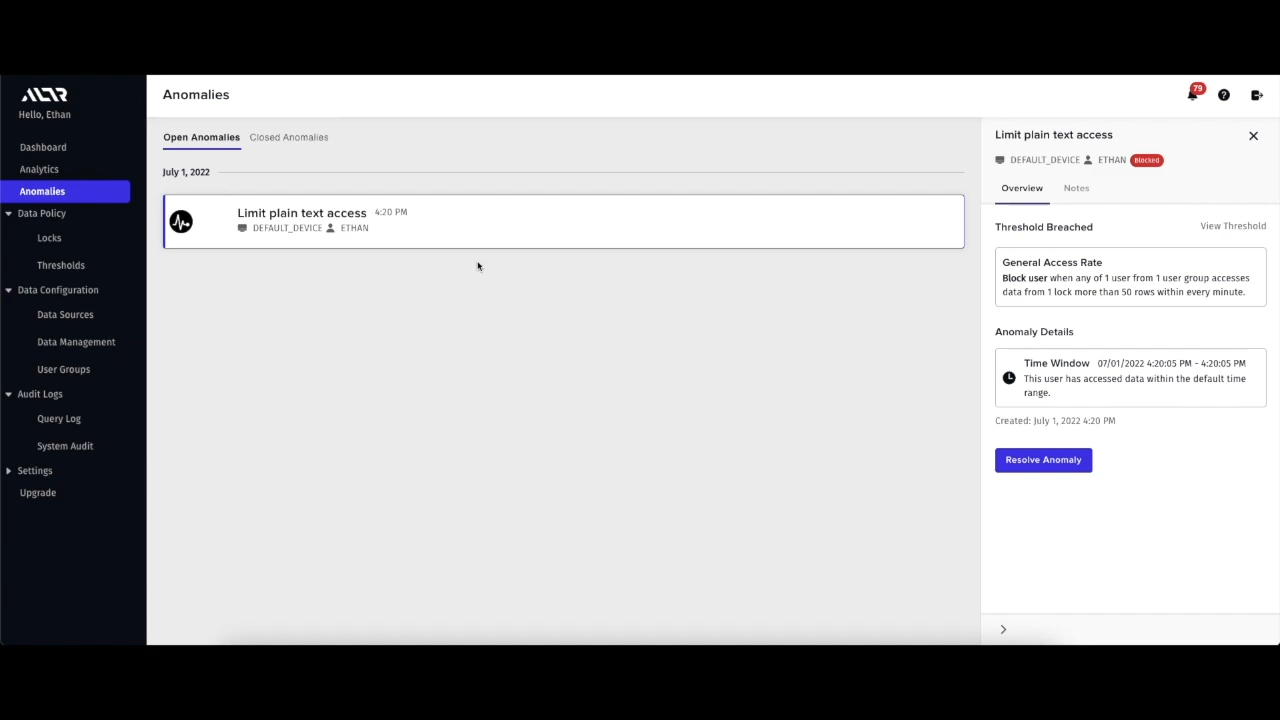 ALTR
Hello, Ethan
Dashboard
Analytics
Anomalies
Data Policy
Locks
Thresholds
Data Configuration
Data Sources
Data Management
User Groups
Audit Logs
Query Log
System Audit
Settings
Upgrade
Anomalies
79
Open Anomalies Closed Anomalies
July 1, 2022
Limit plain text access 4:20 PM
DEFAULT_DEVICE ETHAN
Limit plain text access
DEFAULT_DEVICE ETHAN Blocked
Overview Notes
Threshold Breached View Threshold
General Access Rate
Block user when any of 1 user from 1 user group accesses
data from 1 lock more than 50 rows within every minute.
Anomaly Details
Time Window 07/01/2022 4:20:05 PM - 4:20:05 PM
This user has accessed data within the default time
range.
Created: July 1, 2022 4:20 PM
Resolve Anomaly